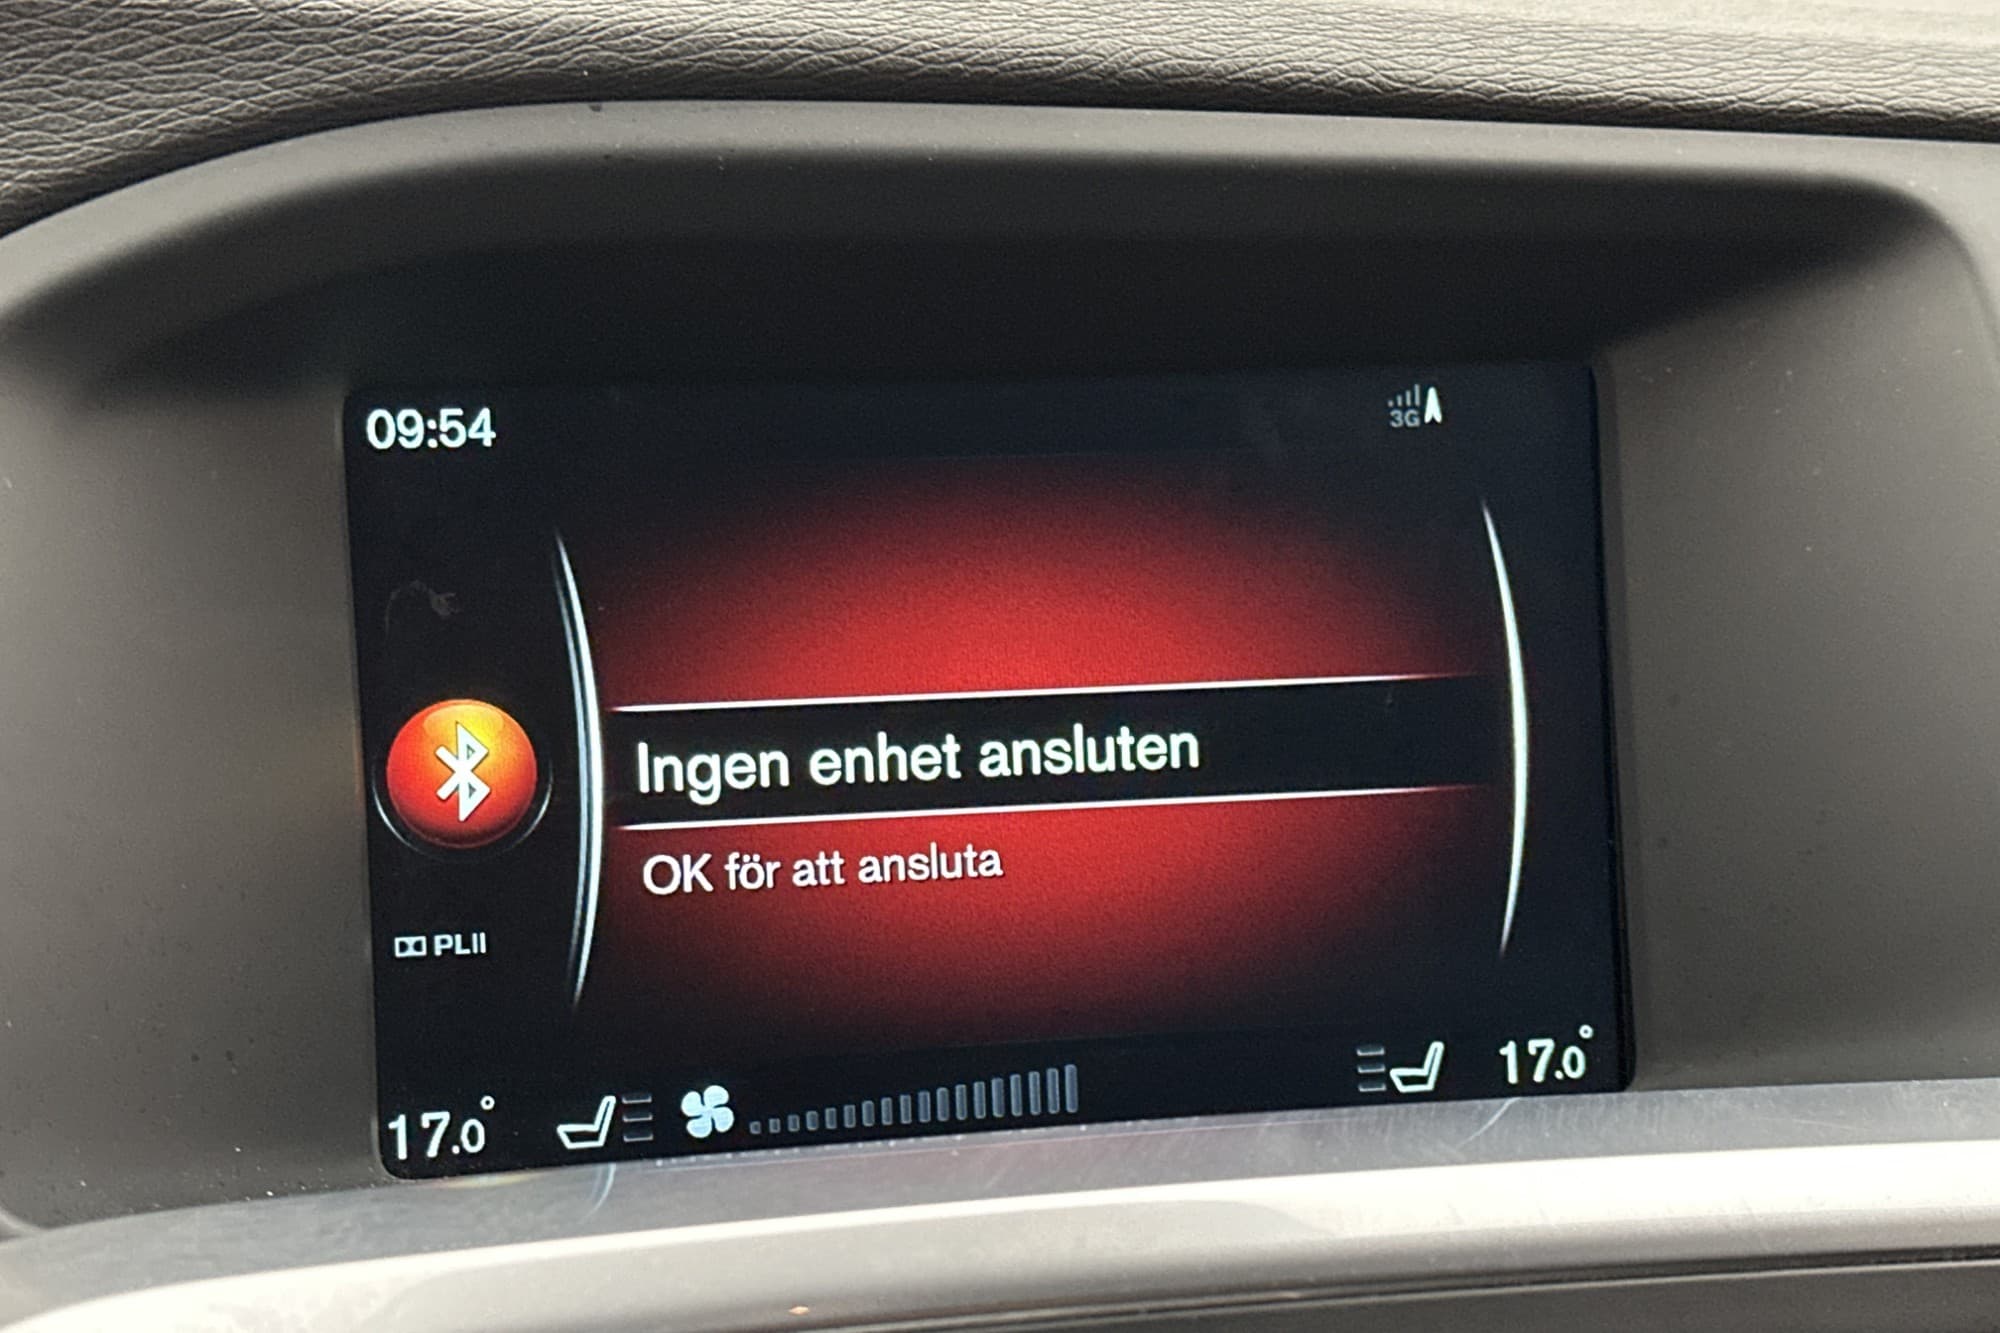 09:54
3G
Ingen enhet ansluten
OK för att ansluta
PLII
17.0°
17.0°